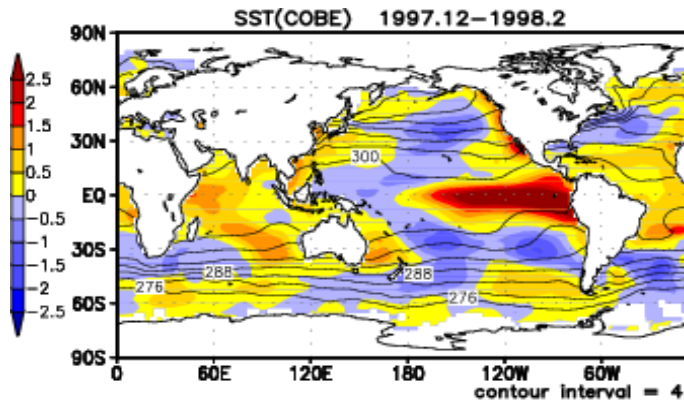 SST(COBE) 1997.12−1998.2
90N
60N
30N
EQ
30S
60S
90S
2.5
2
1.5
1
0.5
0
−0.5
−1
−1.5
−2
−2.5
300
288
288
276
276
0 60E 120E 180 120W 60W
contour interval = 4